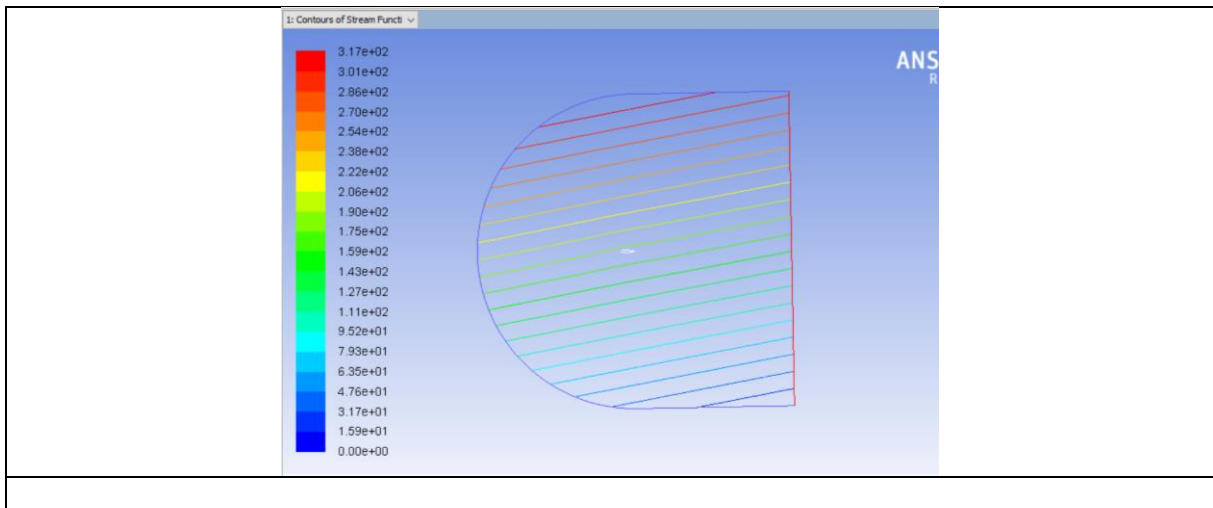 1: Contours of Stream Functi
ANS
R
3.17e+02
3.01e+02
2.86e+02
2.70e+02
2.54e+02
2.38e+02
2.22e+02
2.06e+02
1.90e+02
1.75e+02
1.59e+02
1.43e+02
1.27e+02
1.11e+02
9.52e+01
7.93e+01
6.35e+01
4.76e+01
3.17e+01
1.59e+01
0.00e+00